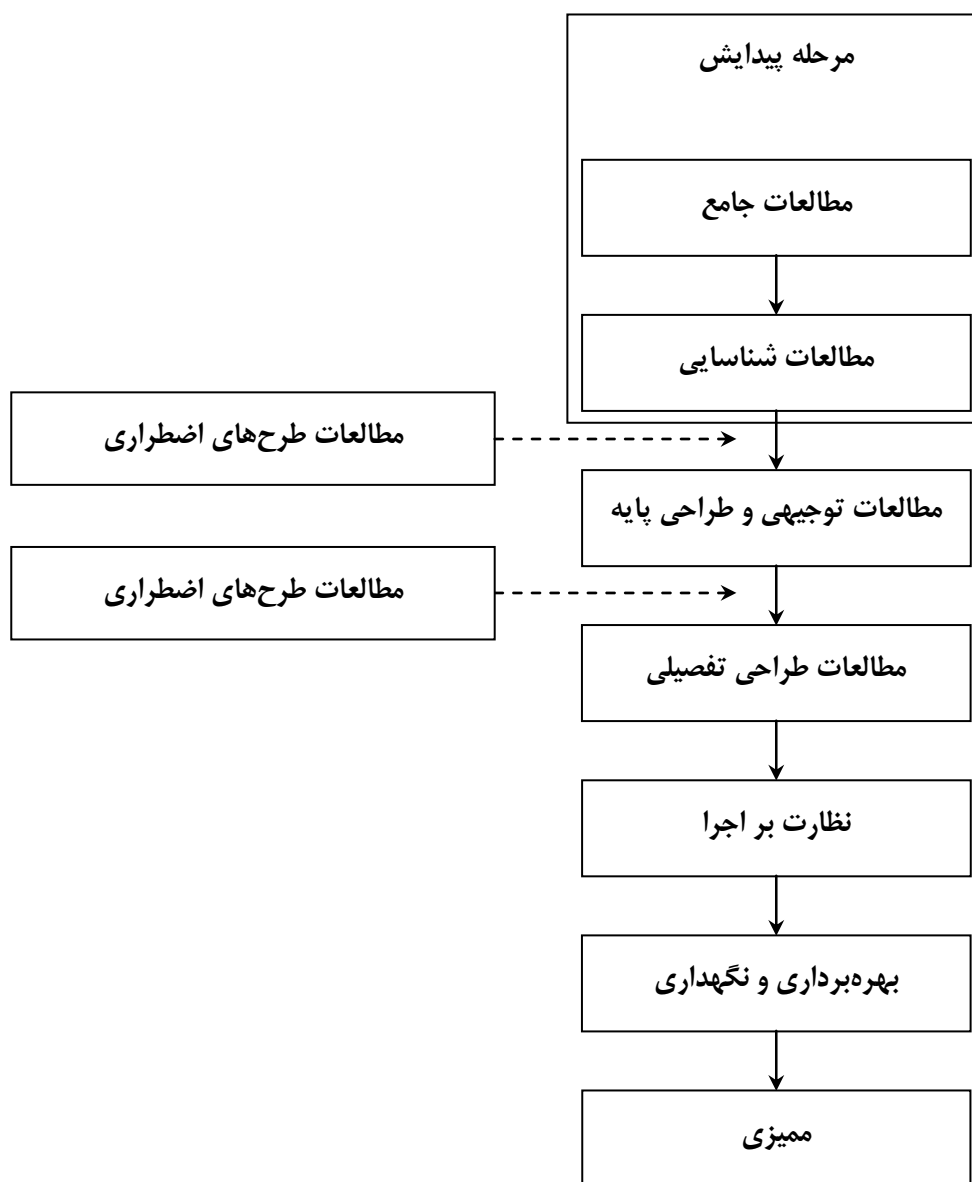 مرحله پیدایش
مطالعات جامع
مطالعات شناسایی
مطالعات طرح‌های اضطراری
مطالعات توجیهی و طراحی پایه
مطالعات طرح‌های اضطراری
مطالعات طراحی تفصیلی
نظارت بر اجرا
بهره‌برداری و نگهداری
ممیزی